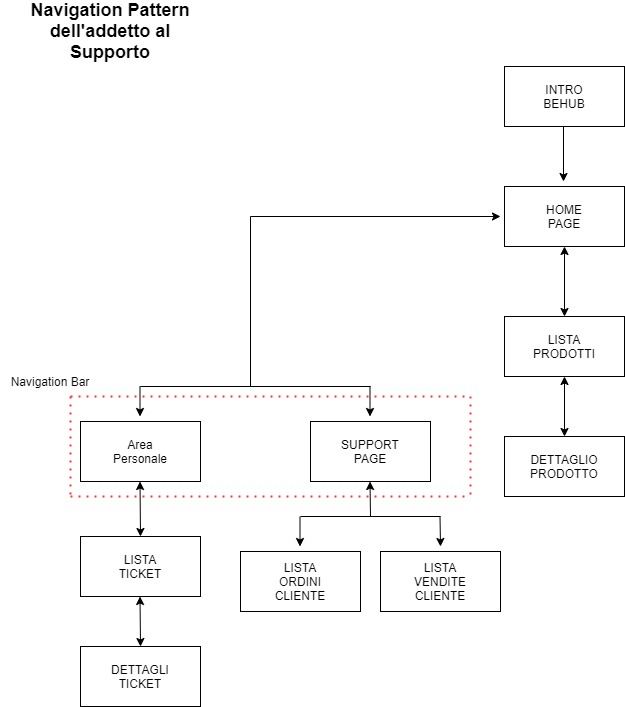 Navigation Pattern
dell'addetto al
Supporto
INTRO
BEHUB
HOME
PAGE
LISTA
PRODOTTI
Navigation Bar
Area
Personale
SUPPORT
PAGE
DETTAGLIO
PRODOTTO
LISTA
TICKET
LISTA
ORDINI
CLIENTE
LISTA
VENDITE
CLIENTE
DETTAGLI
TICKET